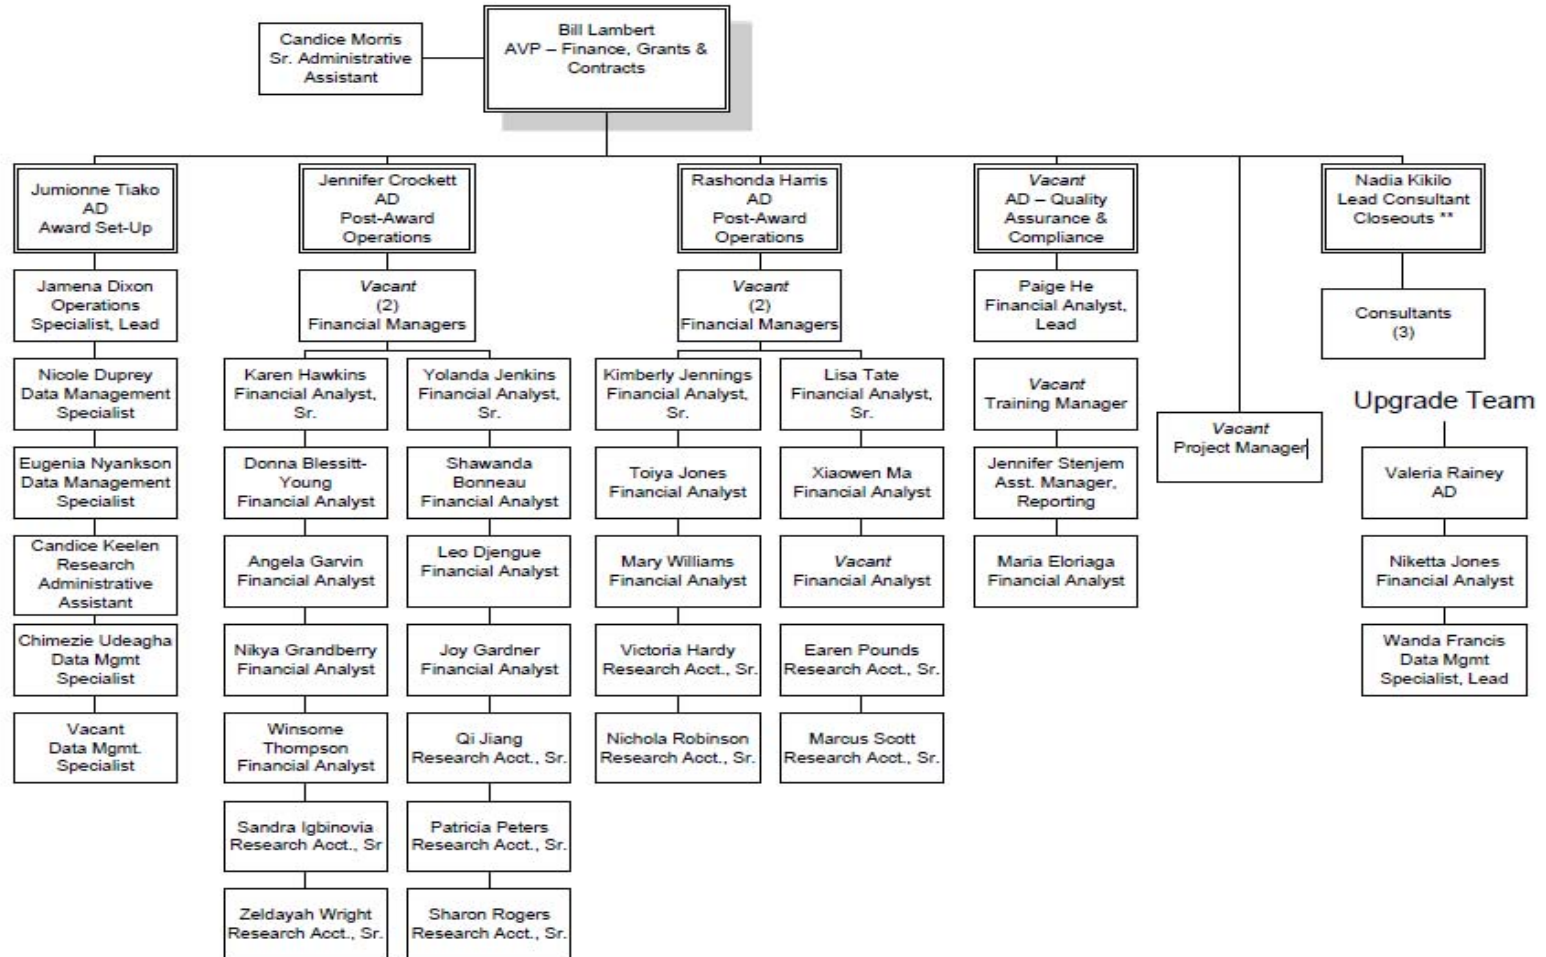 Candice Morris
Sr. Administrative
Assistant
Bill Lambert
AVP – Finance, Grants &
Contracts
Jumionne Tiako
AD
Award Set-Up
Jennifer Crockett
AD
Post-Award
Operations
Rashonda Harris
AD
Post-Award
Operations
Vacant
AD – Quality
Assurance &
Compliance
Nadia Kikilo
Lead Consultant
Closeouts **
Jamena Dixon
Operations
Specialist, Lead
Vacant
(2)
Financial Managers
Vacant
(2)
Financial Managers
Paige He
Financial Analyst,
Lead
Consultants
(3)
Nicole Duprey
Data Management
Specialist
Karen Hawkins
Financial Analyst,
Sr.
Yolanda Jenkins
Financial Analyst,
Sr.
Kimberly Jennings
Financial Analyst,
Sr.
Lisa Tate
Financial Analyst,
Sr.
Vacant
Training Manager
Vacant
Project Manager
Upgrade Team
Eugenia Nyankson
Data Management
Specialist
Donna Blessitt-
Young
Financial Analyst
Shawanda
Bonneau
Financial Analyst
Toiya Jones
Financial Analyst
Xiaowen Ma
Financial Analyst
Jennifer Stenjem
Asst. Manager,
Reporting
Valeria Rainey
AD
Candice Keelen
Research
Administrative
Assistant
Angela Garvin
Financial Analyst
Leo Djengue
Financial Analyst
Mary Williams
Financial Analyst
Vacant
Financial Analyst
Maria Eloriaga
Financial Analyst
Niketta Jones
Financial Analyst
Chimezie Udeagha
Data Mgmt
Specialist
Nikya Grandberry
Financial Analyst
Joy Gardner
Financial Analyst
Victoria Hardy
Research Acct., Sr.
Earen Pounds
Research Acct., Sr.
Wanda Francis
Data Mgmt
Specialist, Lead
Vacant
Data Mgmt.
Specialist
Winsome
Thompson
Financial Analyst
Qi Jiang
Research Acct., Sr.
Nichola Robinson
Research Acct., Sr.
Marcus Scott
Research Acct., Sr.
Sandra Igbinovia
Research Acct., Sr
Patricia Peters
Research Acct., Sr.
Zeldayah Wright
Research Acct., Sr.
Sharon Rogers
Research Acct., Sr.